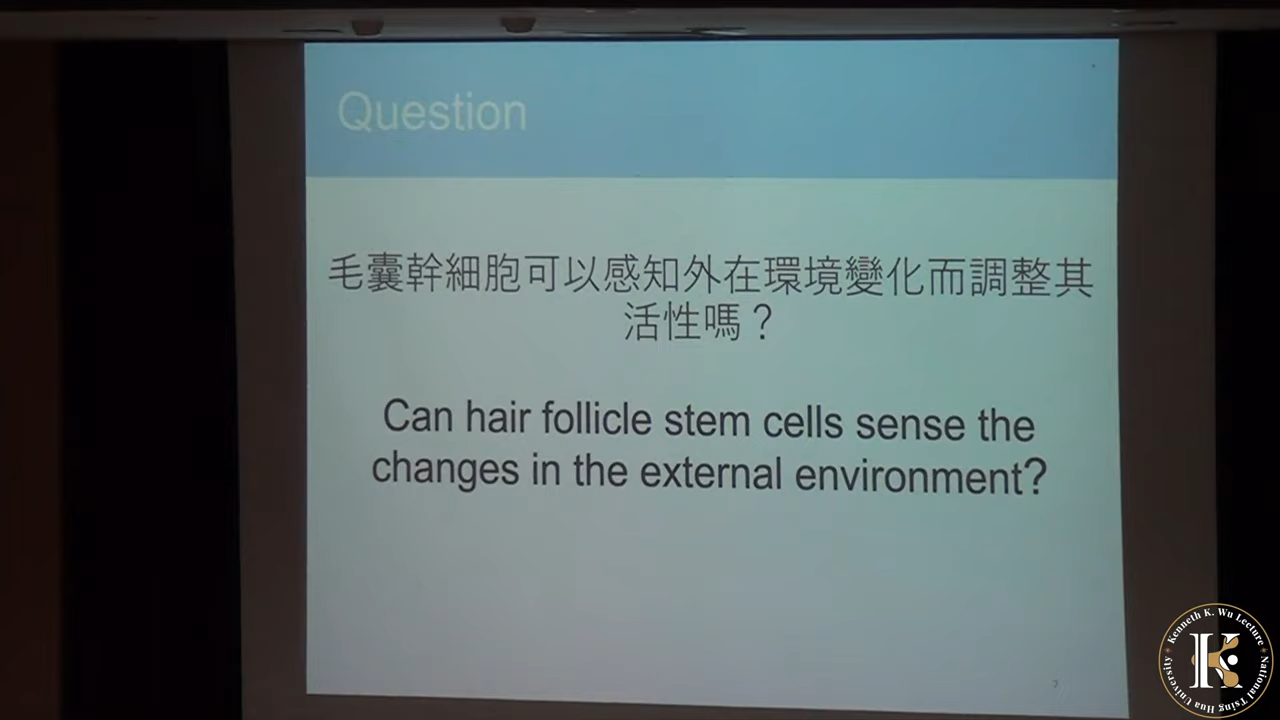 Question
毛囊幹細胞可以感知外在環境變化而調整其
活性嗎？
Can hair follicle stem cells sense the
changes in the external environment?
7
Kenneth K. Wu Lecture
National Tsing Hua University
K